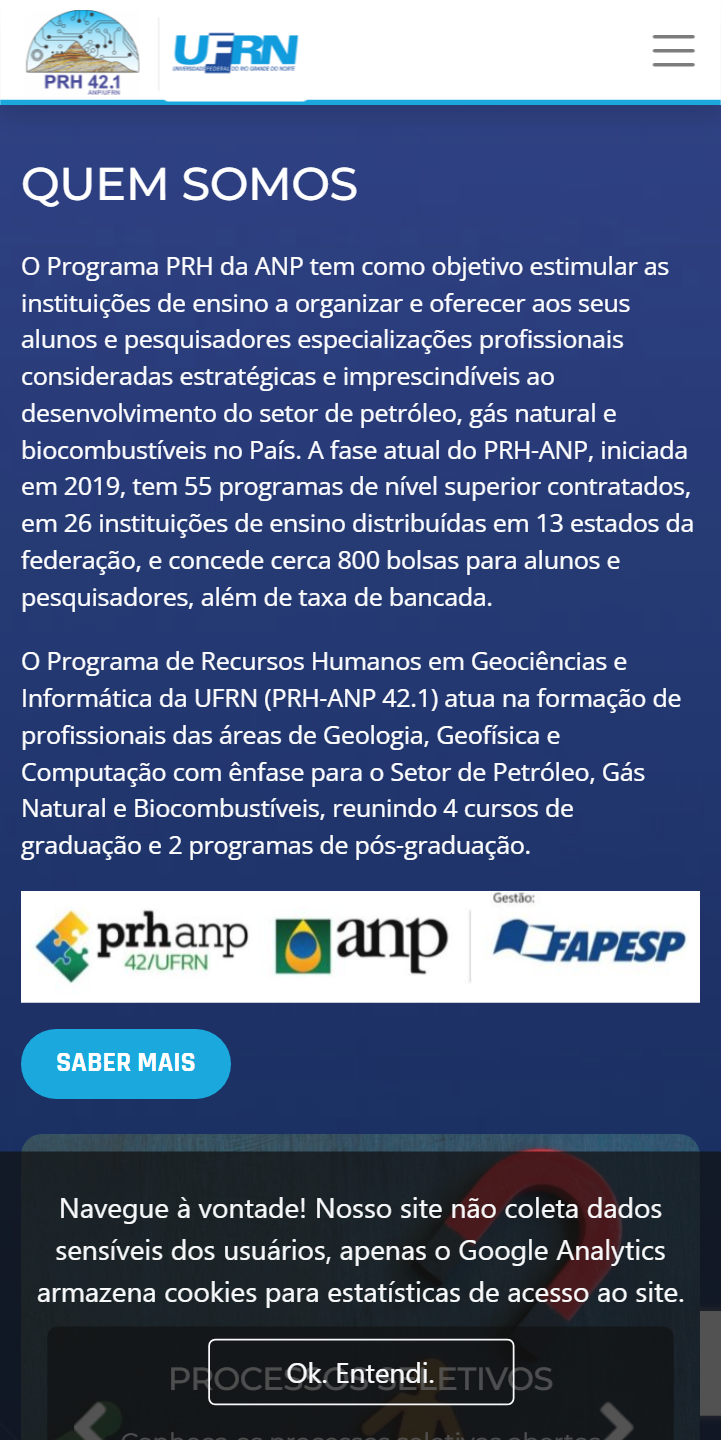 PRH 42.1
ANP/UFRN
UFRN
UNIVERSIDADE FEDERAL DO RIO GRANDE DO NORTE
QUEM SOMOS
O Programa PRH da ANP tem como objetivo estimular as
instituições de ensino a organizar e oferecer aos seus
alunos e pesquisadores especializações profissionais
consideradas estratégicas e imprescindíveis ao
desenvolvimento do setor de petróleo, gás natural e
biocombustíveis no País. A fase atual do PRH-ANP, iniciada
em 2019, tem 55 programas de nível superior contratados,
em 26 instituições de ensino distribuídas em 13 estados da
federação, e concede cerca 800 bolsas para alunos e
pesquisadores, além de taxa de bancada.
O Programa de Recursos Humanos em Geociências e
Informática da UFRN (PRH-ANP 42.1) atua na formação de
profissionais das áreas de Geologia, Geofísica e
Computação com ênfase para o Setor de Petróleo, Gás
Natural e Biocombustíveis, reunindo 4 cursos de
graduação e 2 programas de pós-graduação.
prh anp
42/UFRN
anp
Gestão:
FAPESP
SABER MAIS
Navegue à vontade! Nosso site não coleta dados
sensíveis dos usuários, apenas o Google Analytics
armazena cookies para estatísticas de acesso ao site.
Ok. Entendi.
PROCESSOS SELETIVOS
Conheça os processos seletivos abertos